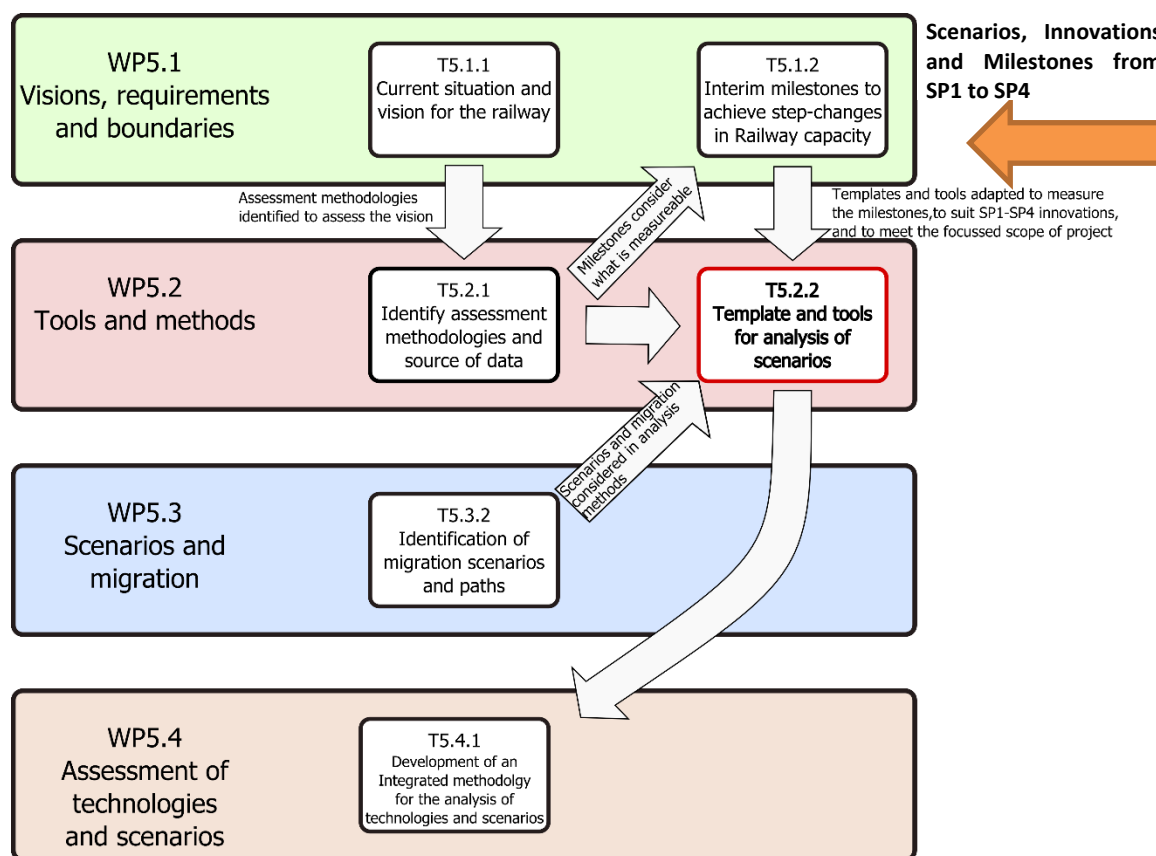 WP5.1
Visions, requirements
and boundaries
T5.1.1
Current situation and
vision for the railway
T5.1.2
Interim milestones to
achieve step-changes
in Railway capacity
Scenarios, Innovations
and Milestones from
SP1 to SP4
Assessment methodologies
identified to assess the vision
Milestones consider
what is measureable
Templates and tools adapted to measure
the milestones,to suit SP1-SP4 innovations,
and to meet the focussed scope of project
WP5.2
Tools and methods
T5.2.1
Identify assessment
methodologies and
source of data
T5.2.2
Template and tools
for analysis of
scenarios
Scenarios and migration
considered in analysis
methods
WP5.3
Scenarios and
migration
T5.3.2
Identification of
migration scenarios
and paths
WP5.4
Assessment of
technologies
and scenarios
T5.4.1
Development of an
Integrated methodolgy
for the analysis of
technologies and scenarios